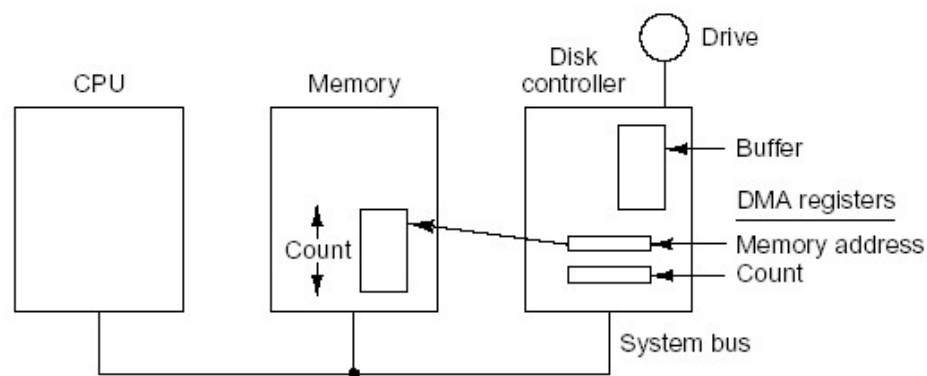 Drive
CPU
Memory
Disk
controller
Buffer
DMA registers
Memory address
Count
Count
System bus